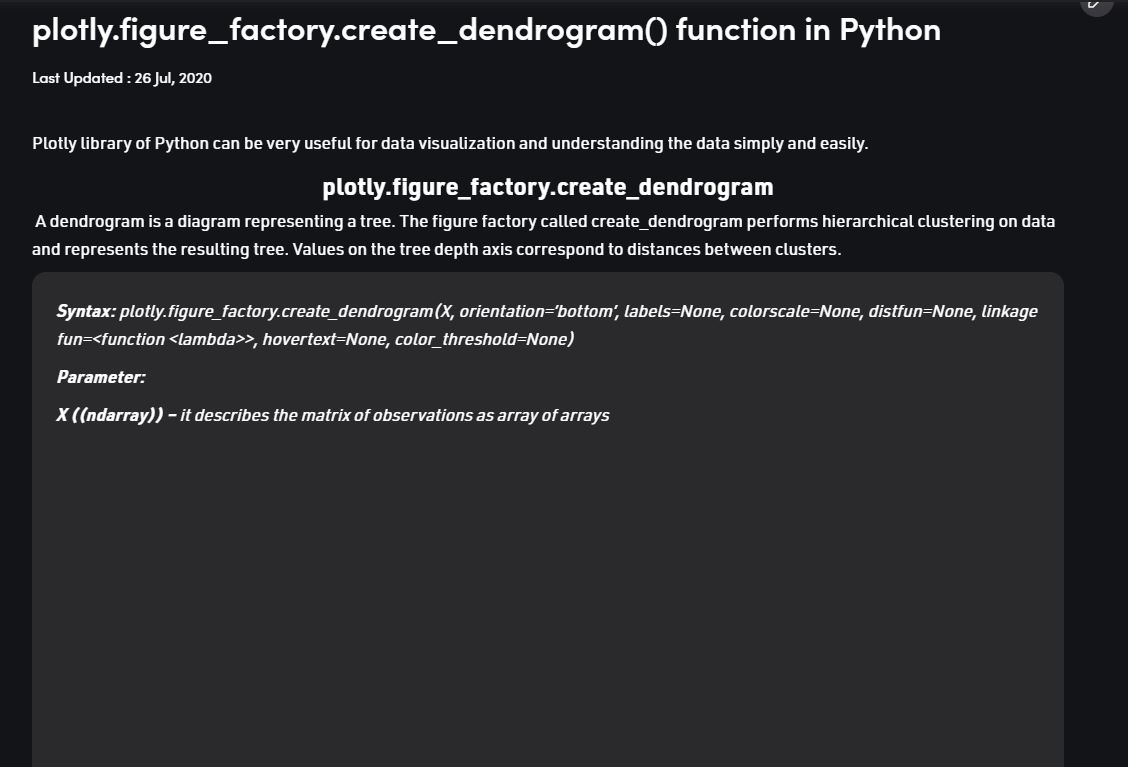 plotly.figure_factory.create_dendrogram() function in Python
Last Updated : 26 Jul, 2020
Plotly library of Python can be very useful for data visualization and understanding the data simply and easily.
plotly.figure_factory.create_dendrogram
A dendrogram is a diagram representing a tree. The figure factory called create_dendrogram performs hierarchical clustering on data
and represents the resulting tree. Values on the tree depth axis correspond to distances between clusters.
Syntax: plotly.figure_factory.create_dendrogram(X, orientation=’bottom’, labels=None, colorscale=None, distfun=None, linkage
fun=<function <lambda>>, hovertext=None, color_threshold=None)
Parameter:
X ((ndarray)) – it describes the matrix of observations as array of arrays